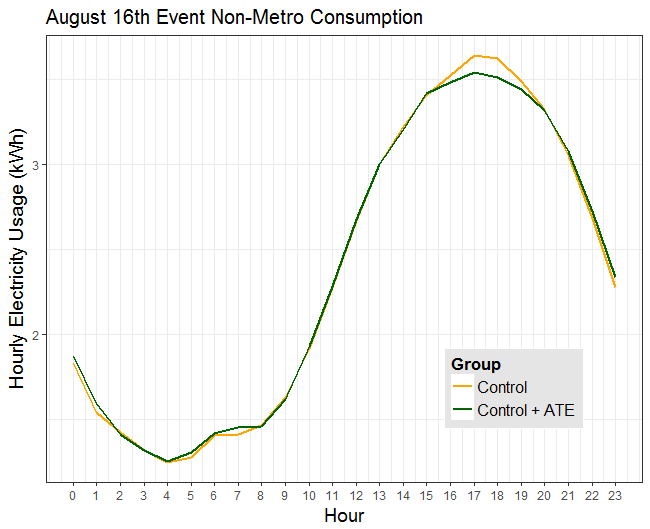 August 16th Event Non-Metro Consumption
Hourly Electricity Usage (kWh)
3
2
Group
Control
Control + ATE
0 1 2 3 4 5 6 7 8 9 10 11 12 13 14 15 16 17 18 19 20 21 22 23
Hour